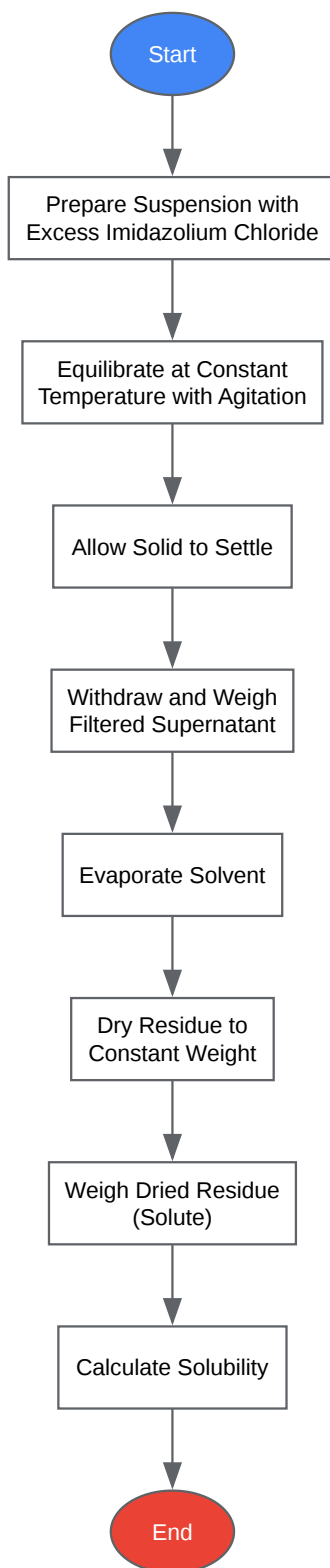 Start
Prepare Suspension with
Excess Imidazolium Chloride
Equilibrate at Constant
Temperature with Agitation
Allow Solid to Settle
Withdraw and Weigh
Filtered Supernatant
Evaporate Solvent
Dry Residue to
Constant Weight
Weigh Dried Residue
(Solute)
Calculate Solubility
End